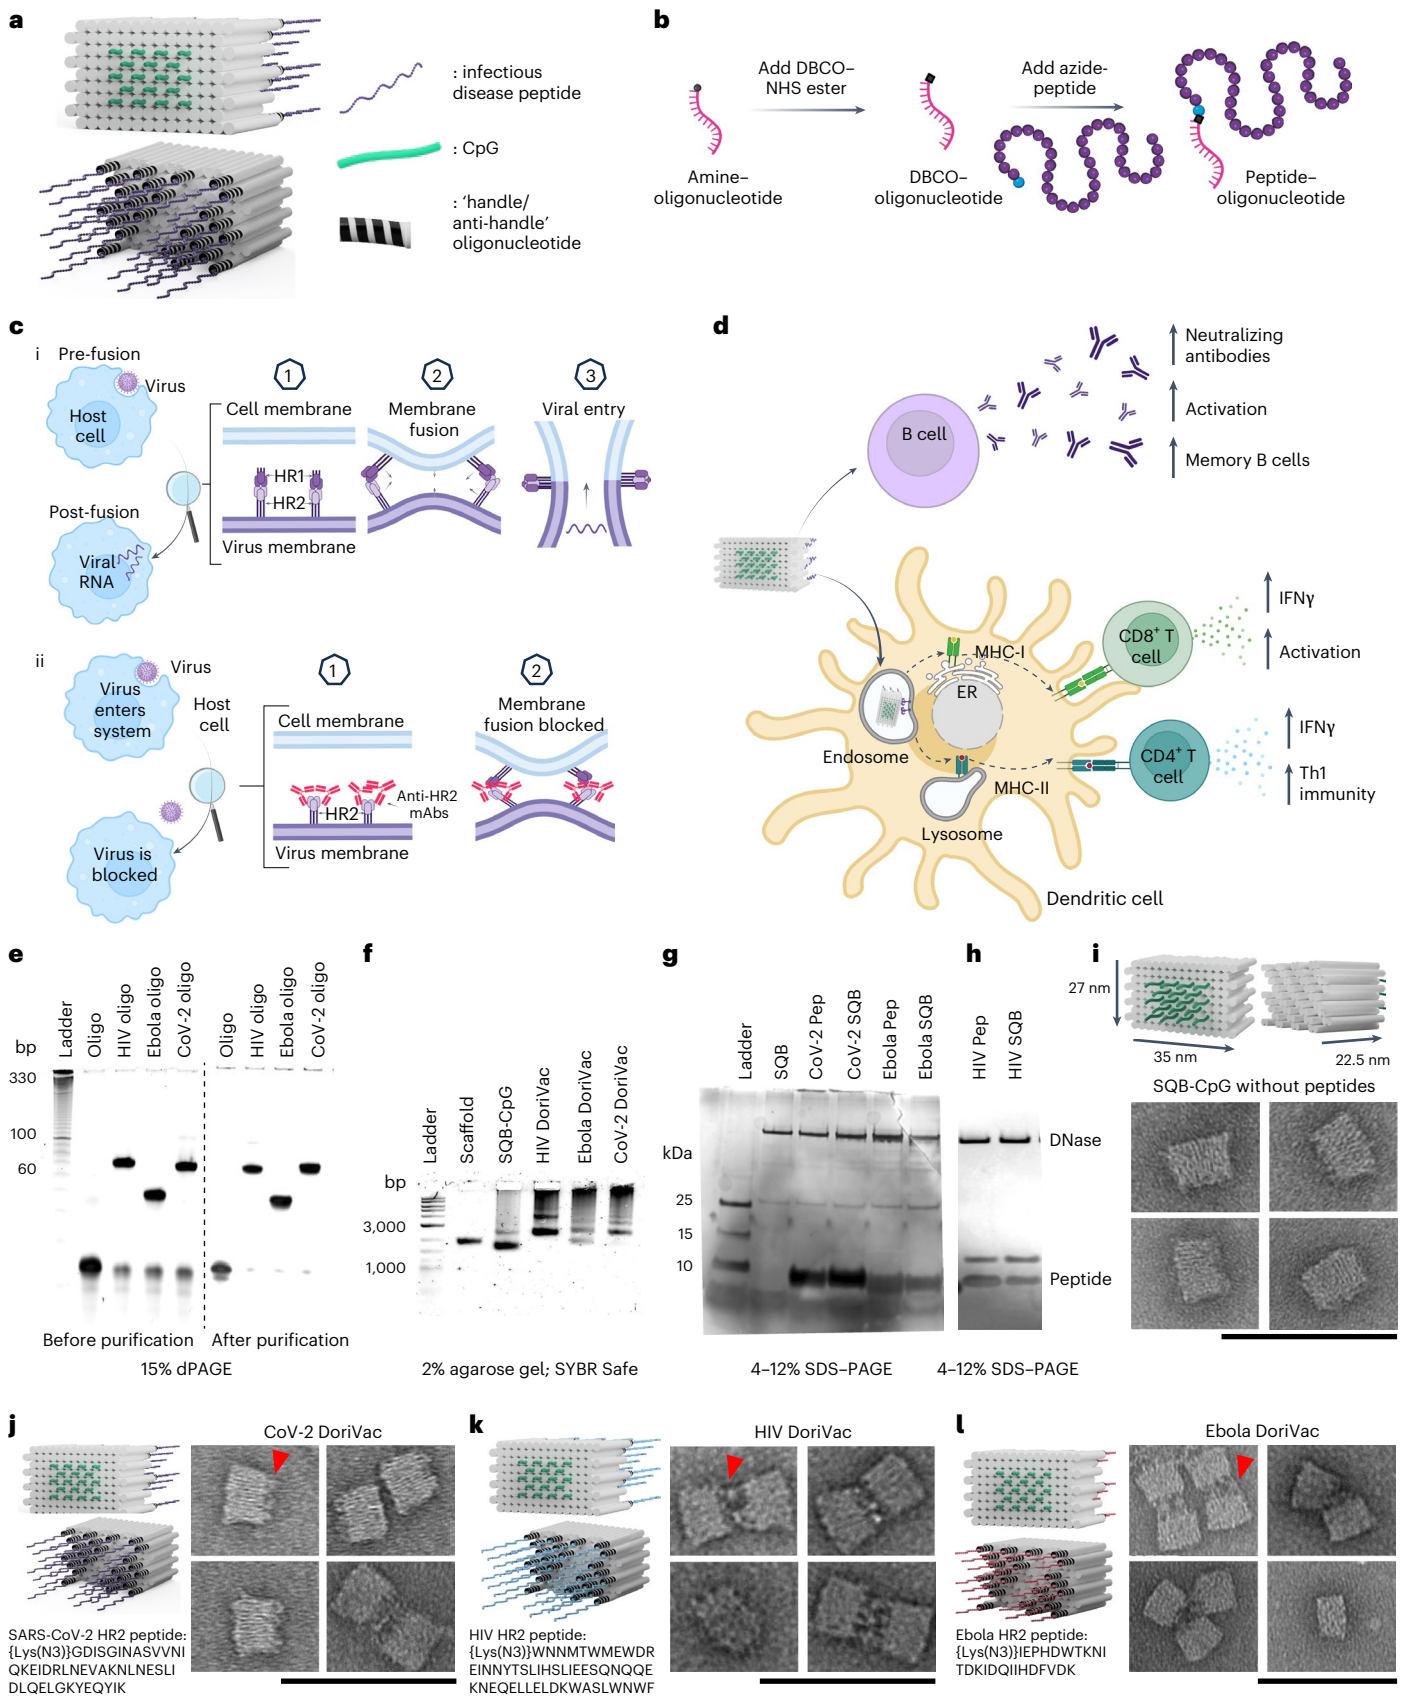 a
: infectious
disease peptide
: CpG
: ‘handle/
anti-handle’
oligonucleotide
b
Add DBCO–
NHS ester
Add azide-
peptide
Amine–
oligonucleotide
DBCO–
oligonucleotide
Peptide–
oligonucleotide
c
i
Pre-fusion
Virus
Host
cell
Post-fusion
Viral
RNA
1
Cell membrane
HR1
HR2
Virus membrane
2
Membrane
fusion
3
Viral entry
ii
Virus
Virus
enters
system
Host
cell
Virus is
blocked
1
Cell membrane
HR2
Anti-HR2
mAbs
Virus membrane
2
Membrane
fusion blocked
d
B cell
Neutralizing
antibodies
Activation
Memory B cells
MHC-I
ER
Endosome
MHC-II
Lysosome
Dendritic cell
CD8+ T
cell
IFNγ
Activation
CD4+ T
cell
IFNγ
Th1
immunity
e
bp
Ladder
Oligo
HIV oligo
Ebola oligo
CoV-2 oligo
Oligo
HIV oligo
Ebola oligo
CoV-2 oligo
330
100
60
Before purification
After purification
15% dPAGE
f
Ladder
Scaffold
SQB-CpG
HIV DoriVac
Ebola DoriVac
CoV-2 DoriVac
bp
3,000
1,000
2% agarose gel; SYBR Safe
g
Ladder
SQB
CoV-2 Pep
CoV-2 SQB
Ebola Pep
Ebola SQB
kDa
25
15
10
4–12% SDS–PAGE
h
HIV Pep
HIV SQB
DNase
Peptide
4–12% SDS–PAGE
i
27 nm
35 nm
22.5 nm
SQB-CpG without peptides
j
CoV-2 DoriVac
SARS-CoV-2 HR2 peptide:
{Lys(N3)}GDISGINASVVNI
QKEIDRLNEVAKNLNESLI
DLQELGKYEQYIK
k
HIV DoriVac
HIV HR2 peptide:
{Lys(N3)}WNNMTWMEWDR
EINNYTSLIHSLIEESQNQQE
KNEQELLELDKWASLWNWF
l
Ebola DoriVac
Ebola HR2 peptide:
{Lys(N3)}IEPHDWTKNI
TDKIDQIIHDFVDK